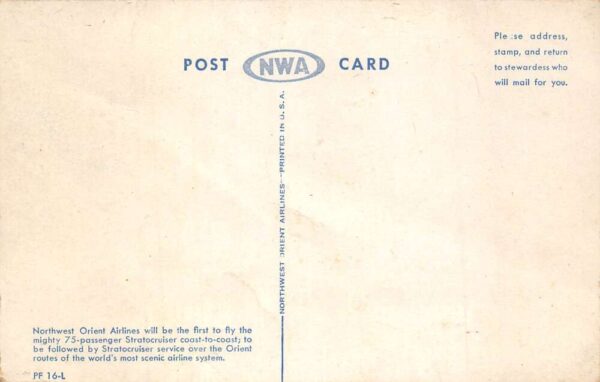 POST NWA CARD
Ple se address,
stamp, and return
to stewardess who
will mail for you.
NORTHWEST ORIENT AIRLINES—PRINTED IN U.S.A.
Northwest Orient Airlines will be the first to fly the
mighty 75-passenger Stratocruiser coast-to-coast; to
be followed by Stratocruiser service over the Orient
routes of the world's most scenic airline system.
PF 16-L